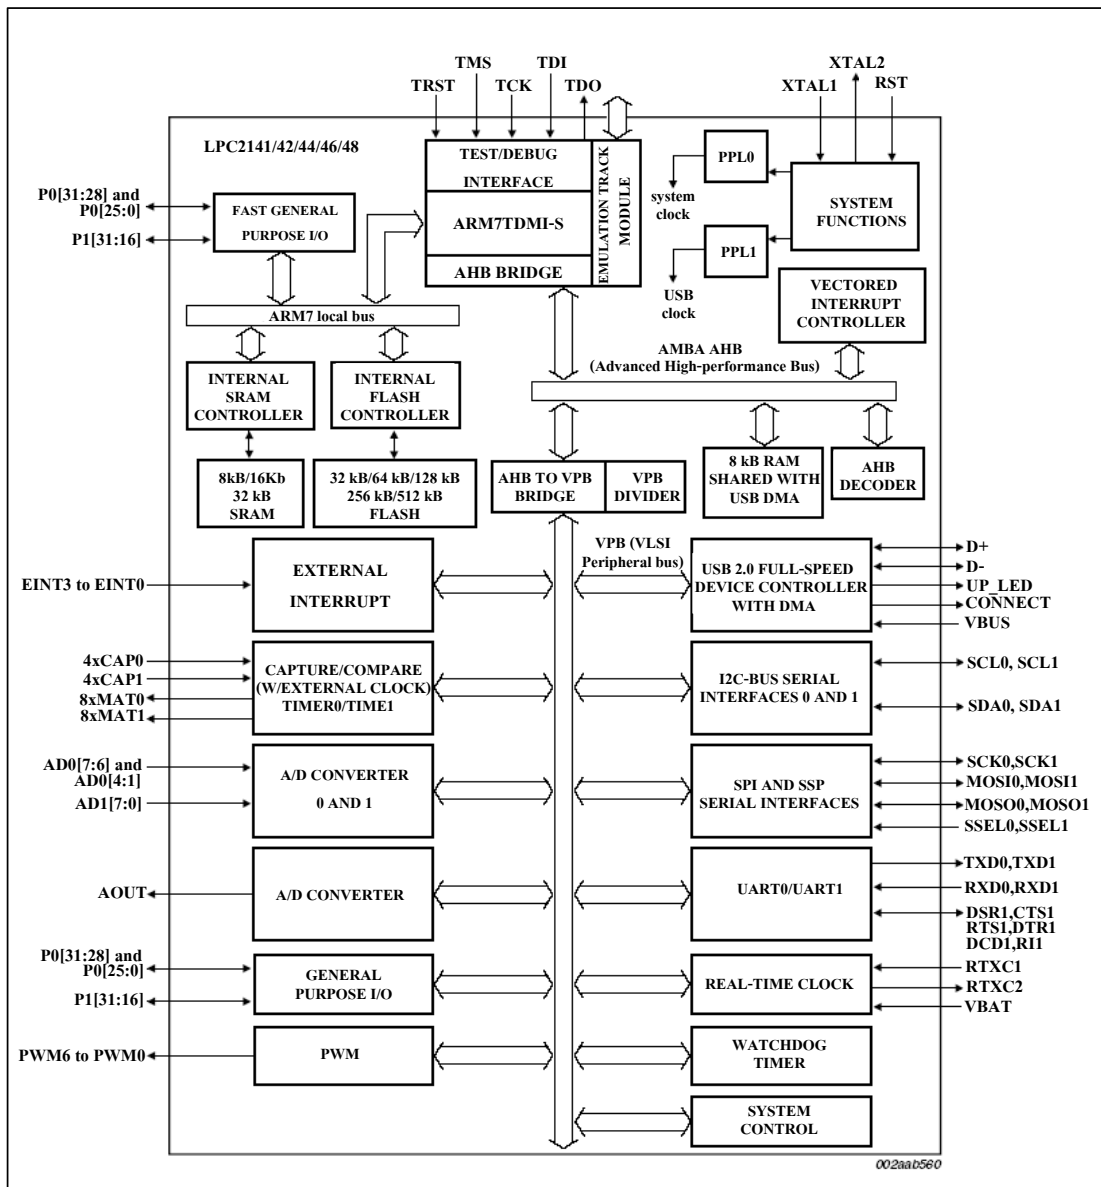 TMS
TDI
XTAL2
TRST
TCK
TDO
XTAL1
RST
LPC2141/42/44/46/48
P0[31:28] and
P0[25:0]
P1[31:16]
FAST GENERAL
PURPOSE I/O
TEST/DEBUG
INTERFACE
ARM7TDMI-S
AHB BRIDGE
EMULATION TRACK
MODULE
PPL0
system
clock
PPL1
USB
clock
SYSTEM
FUNCTIONS
VECTORED
INTERRUPT
CONTROLLER
ARM7 local bus
AMBA AHB
(Advanced High-performance Bus)
INTERNAL
SRAM
CONTROLLER
INTERNAL
FLASH
CONTROLLER
8kB/16Kb
32 kB
SRAM
32 kB/64 kB/128 kB
256 kB/512 kB
FLASH
AHB TO VPB
BRIDGE
VPB
DIVIDER
8 kB RAM
SHARED WITH
USB DMA
AHB
DECODER
VPB (VLSI
Peripheral bus)
EINT3 to EINT0
EXTERNAL
INTERRUPT
USB 2.0 FULL-SPEED
DEVICE CONTROLLER
WITH DMA
D+
D-
UP_LED
CONNECT
VBUS
4xCAP0
4xCAP1
8xMAT0
8xMAT1
CAPTURE/COMPARE
(W/EXTERNAL CLOCK)
TIMER0/TIME1
I2C-BUS SERIAL
INTERFACES 0 AND 1
SCL0, SCL1
SDA0, SDA1
AD0[7:6] and
AD0[4:1]
AD1[7:0]
A/D CONVERTER
0 AND 1
SPI AND SSP
SERIAL INTERFACES
SCK0,SCK1
MOSI0,MOSI1
MOSO0,MOSO1
SSEL0,SSEL1
AOUT
A/D CONVERTER
UART0/UART1
TXD0,TXD1
RXD0,RXD1
DSR1,CTS1
RTS1,DTR1
DCD1,RI1
P0[31:28] and
P0[25:0]
P1[31:16]
GENERAL
PURPOSE I/O
REAL-TIME CLOCK
RTXC1
RTXC2
VBAT
PWM6 to PWM0
PWM
WATCHDOG
TIMER
SYSTEM
CONTROL
002aab560